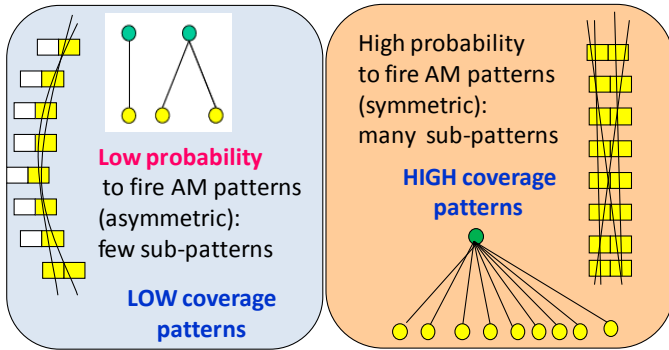 Low probability
to fire AM patterns
(asymmetric):
few sub-patterns
LOW coverage
patterns
High probability
to fire AM patterns
(symmetric):
many sub-patterns
HIGH coverage
patterns